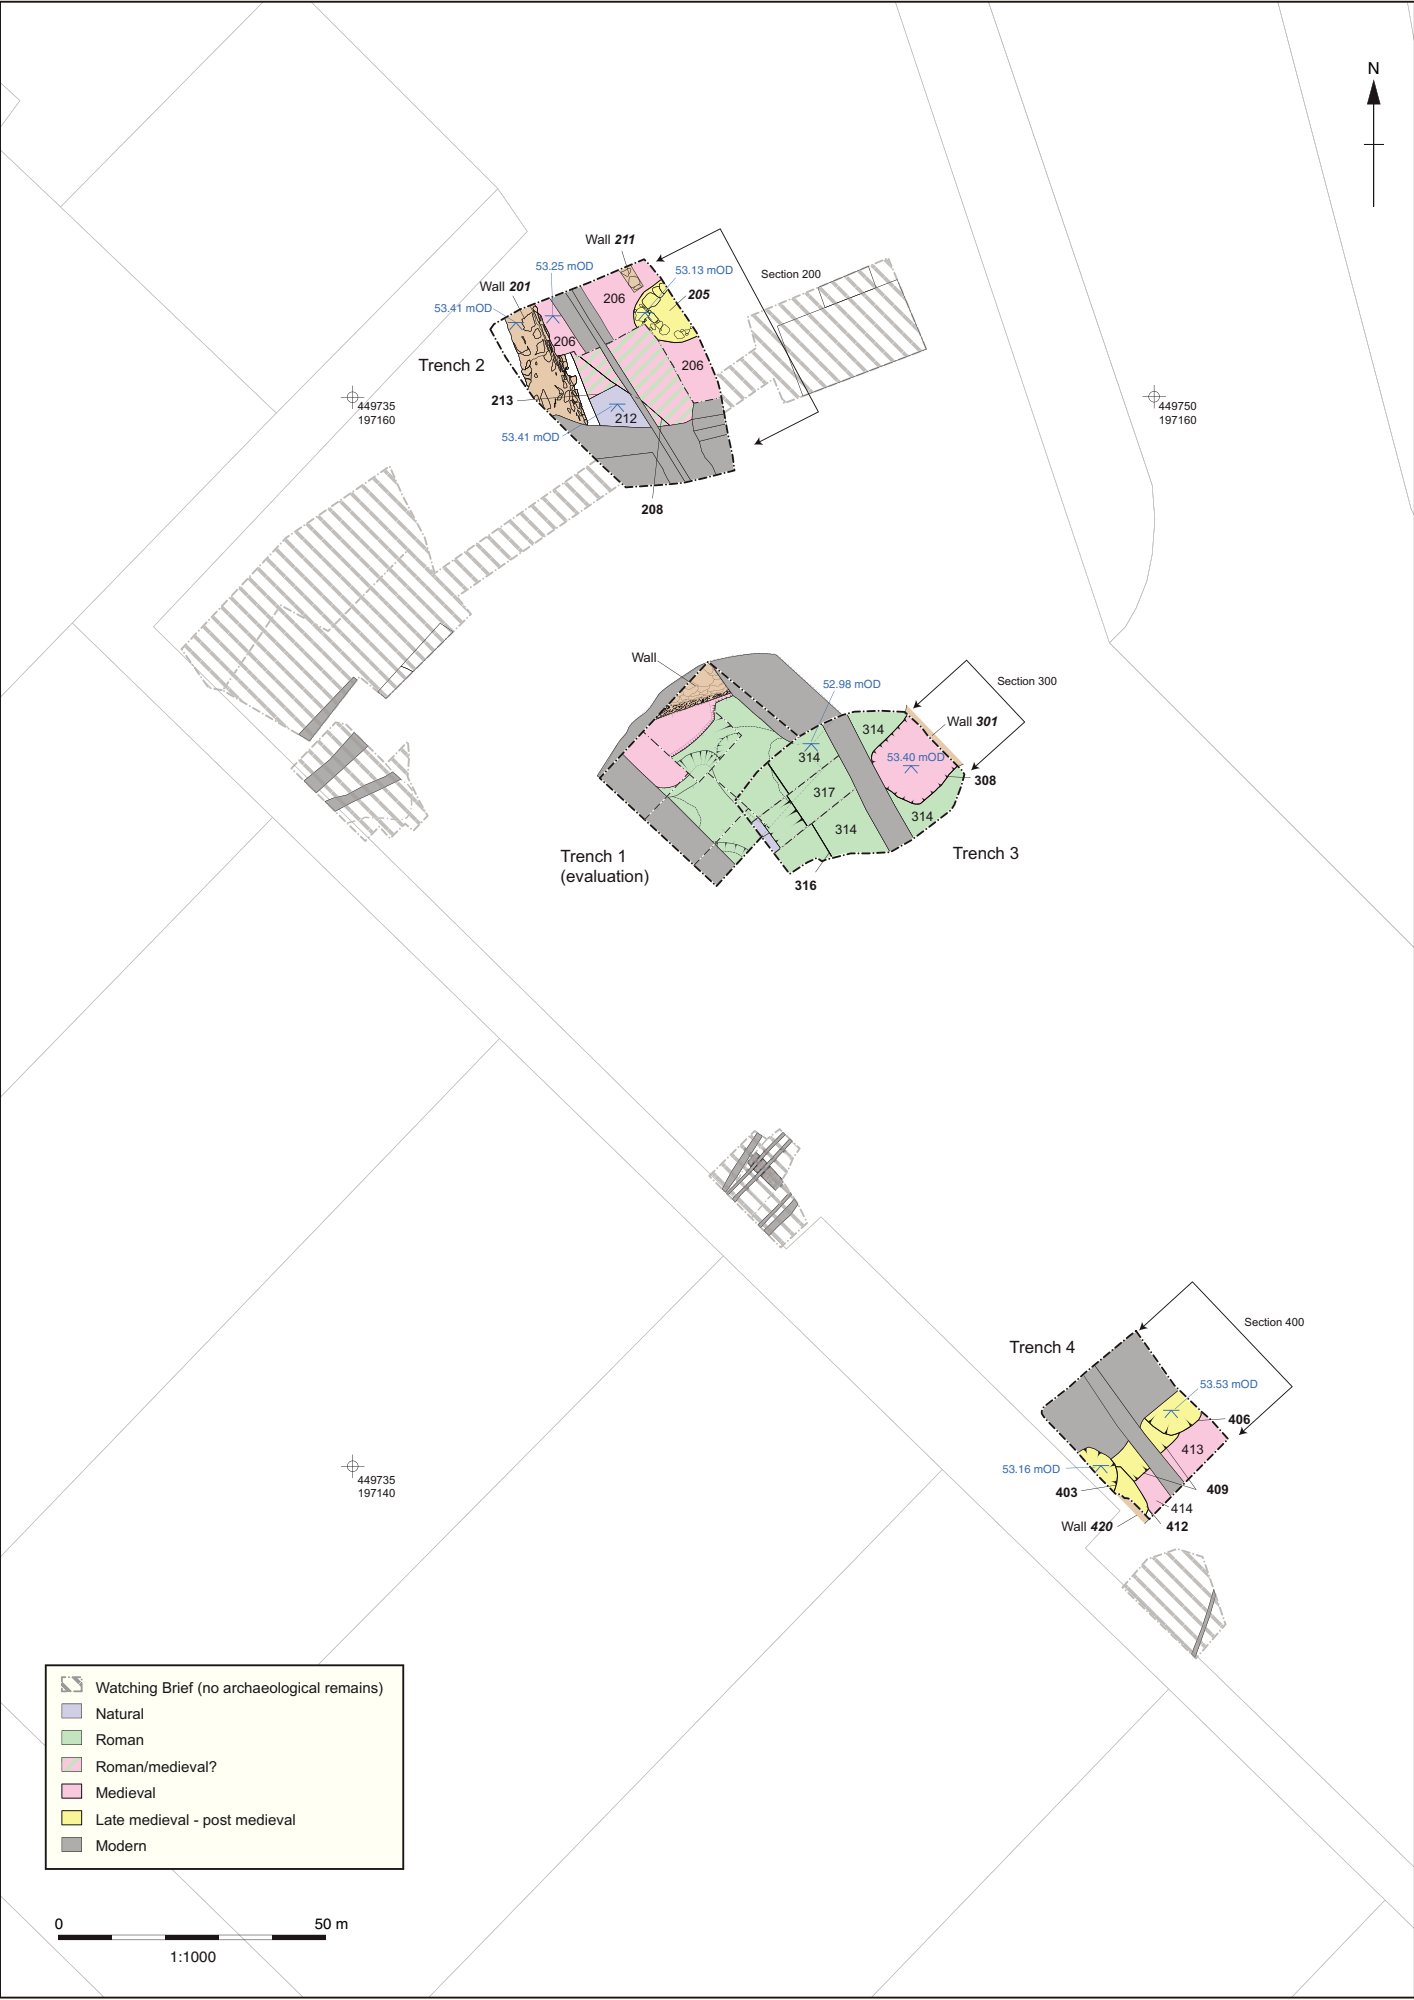 N
Wall 211
53.25 mOD
53.13 mOD
Section 200
Wall 201
205
53.41 mOD
206
206
Trench 2
206
213
212
53.41 mOD
449735
197160
449750
197160
208
Wall
52.98 mOD
Section 300
314
Wall 301
314
53.40 mOD
308
317
314
314
Trench 1
(evaluation)
Trench 3
316
Section 400
Trench 4
53.53 mOD
406
413
53.16 mOD
403
409
414
Wall 420
412
449735
197140
Watching Brief (no archaeological remains)
Natural
Roman
Roman/medieval?
Medieval
Late medieval - post medieval
Modern
0
50 m
1:1000